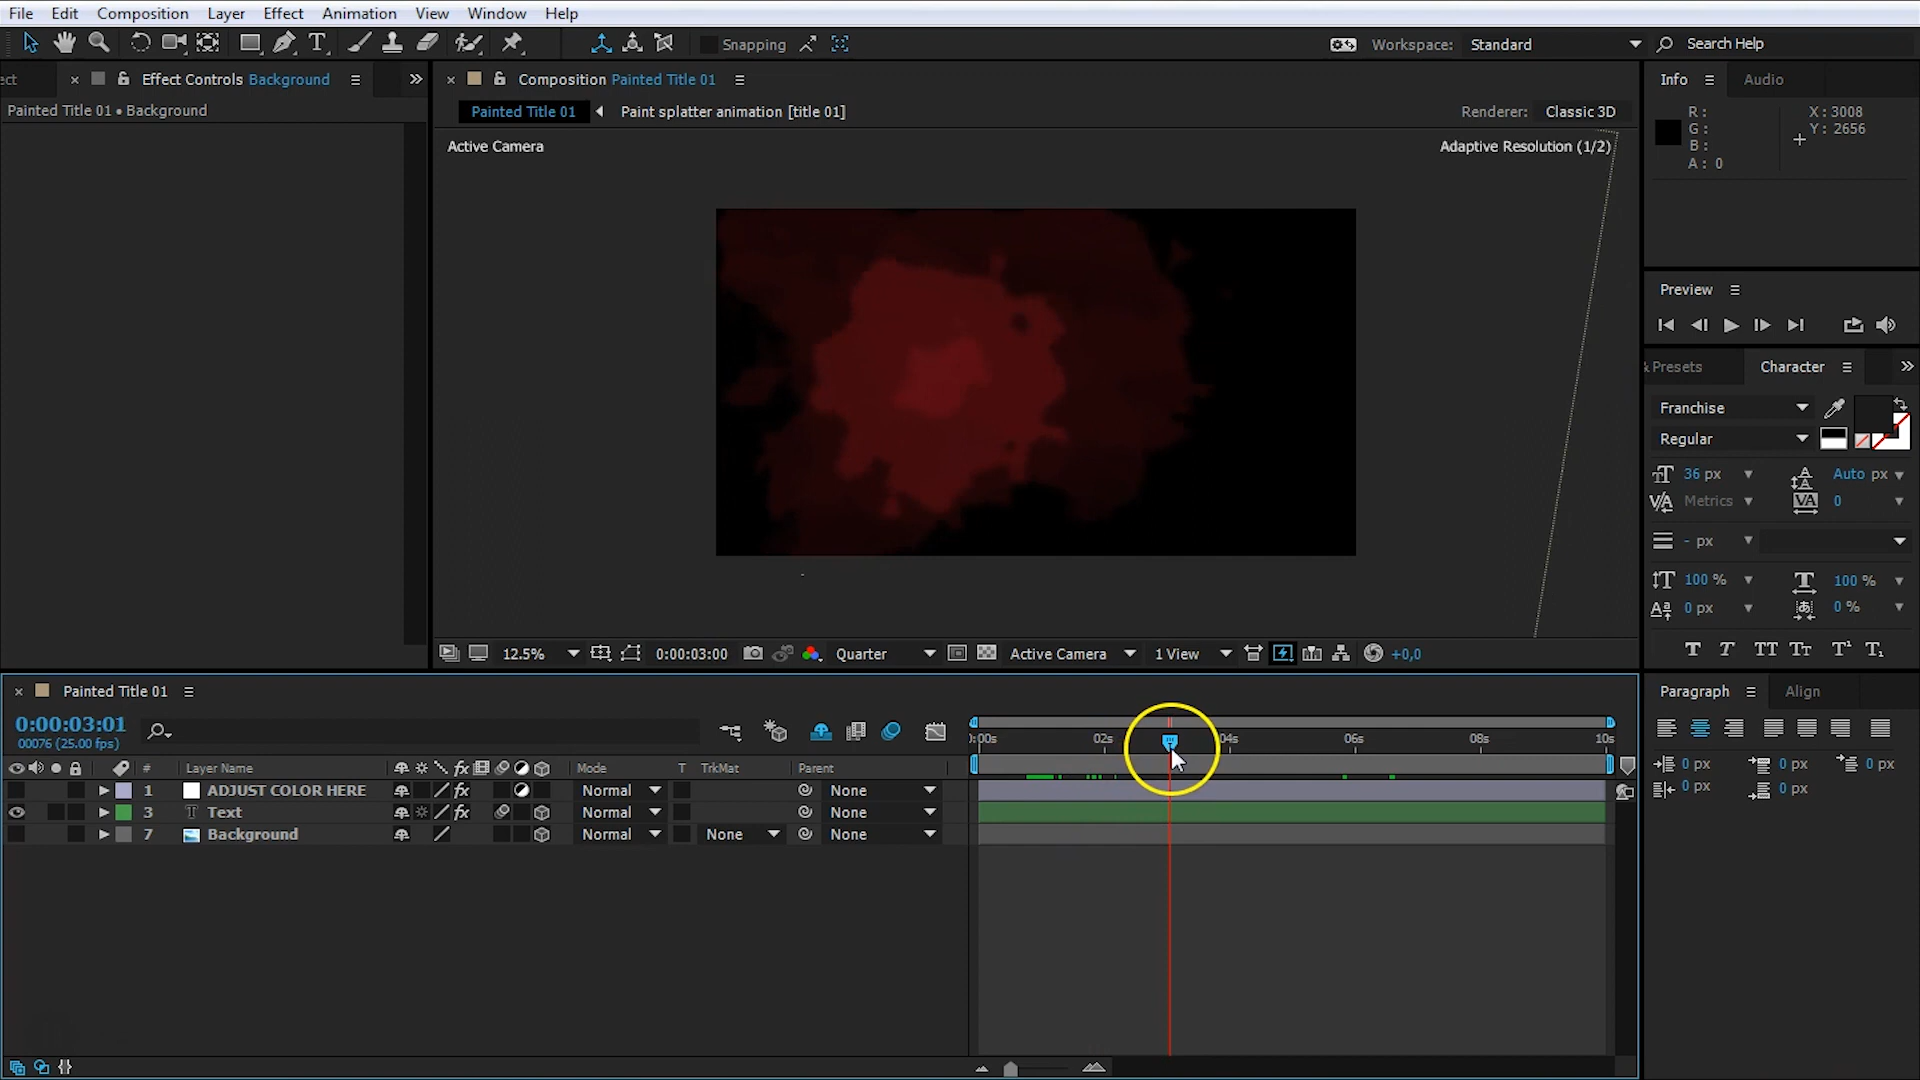 File Edit Composition Layer Effect Animation View Window Help
Snapping Workspace: Standard Search Help
ect Effect Controls Background
Composition Painted Title 01
Info Audio
Painted Title 01 • Background
Painted Title 01 Paint splatter animation [title 01] Renderer: Classic 3D
R: X: 3008
G: Y: 2656
B:
A: 0
Active Camera Adaptive Resolution (1/2)
Preview
Presets Character
Franchise
Regular
36 px Auto px
Metrics 0
- px
100 % 100 %
0 px 0 %
T T TT Tt T¹ T₁
12.5% 0:00:03:00 Quarter Active Camera 1 View +0,0
Painted Title 01
Paragraph Align
0:00:03:01
00076 (25.00 fps)
:00s 02s 04s 06s 08s 10s
# Layer Name Mode T TrkMat Parent
0 px 0 px 0 px
0 px 0 px
1 ADJUST COLOR HERE Normal None
3 Text Normal None
7 Background Normal None None